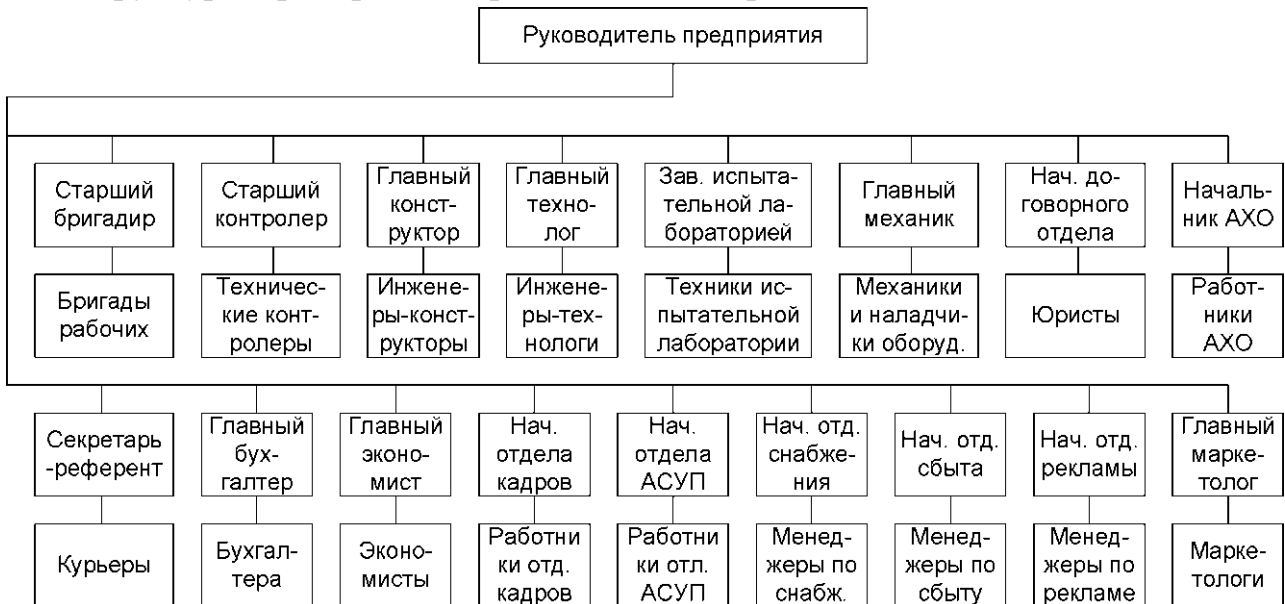 Руководитель предприятия
Старший
бригадир
Старший
контролер
Главный
конст-
руктор
Главный
техно-
лог
Зав. испыта-
тельной ла-
бораторией
Главный
механик
Нач. до-
говорного
отдела
Началь-
ник АХО
Бригады
рабочих
Техничес-
кие конт-
ролеры
Инжене-
ры-конст-
рукторы
Инжене-
ры-тех-
нологи
Техники ис-
пытательной
лаборатории
Механики
и наладчи-
ки оборуд.
Юристы
Работ-
ники
АХО
Секретарь
-референт
Главный
бух-
галтер
Главный
эконо-
мист
Нач.
отдела
кадров
Нач.
отдела
АСУП
Нач. отд.
снабже-
ния
Нач. отд.
сбыта
Нач. отд.
рекламы
Главный
марке-
толог
Курьеры
Бухгал-
тера
Эконо-
мисты
Работни
ки отд.
кадров
Работни
ки отл.
АСУП
Менед-
жеры по
снабж.
Менед-
жеры по
сбыту
Менед-
жеры по
рекламе
Марке-
тологи